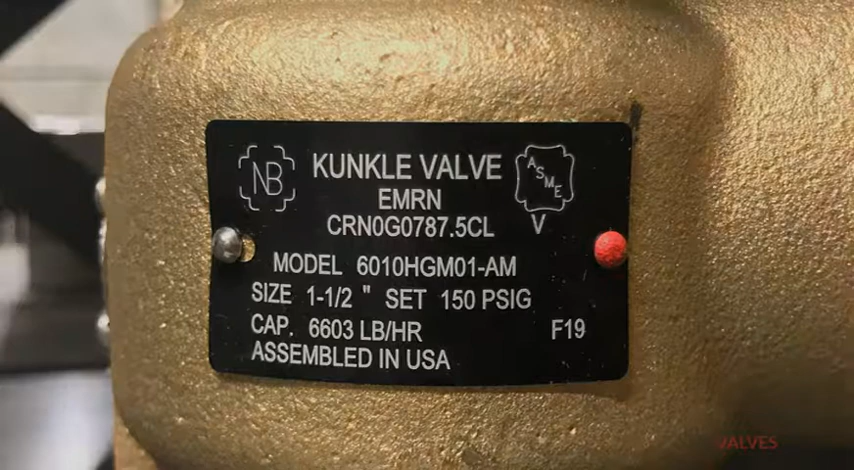 NB KUNKLE VALVE ASME
EMRN
CRN0G0787.5CL V
MODEL 6010HGM01-AM
SIZE 1-1/2 " SET 150 PSIG
CAP. 6603 LB/HR F19
ASSEMBLED IN USA
VALVES